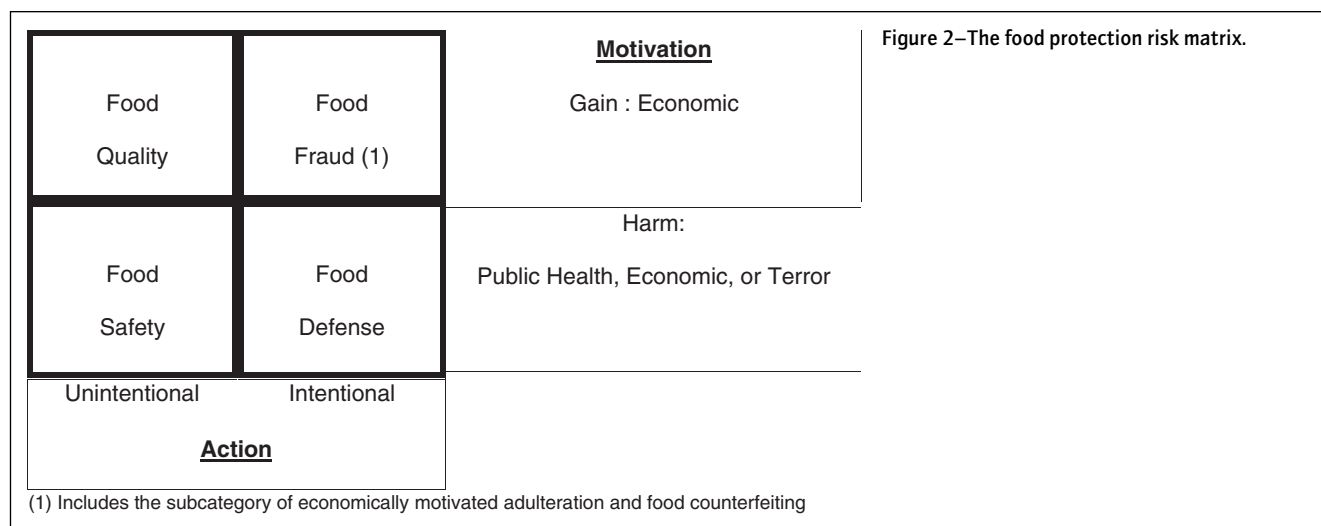 Figure 2–The food protection risk matrix.
Motivation
Food
Food
Gain : Economic
Quality
Fraud (1)
Harm:
Food
Food
Public Health, Economic, or Terror
Safety
Defense
Unintentional
Intentional
Action
(1) Includes the subcategory of economically motivated adulteration and food counterfeiting